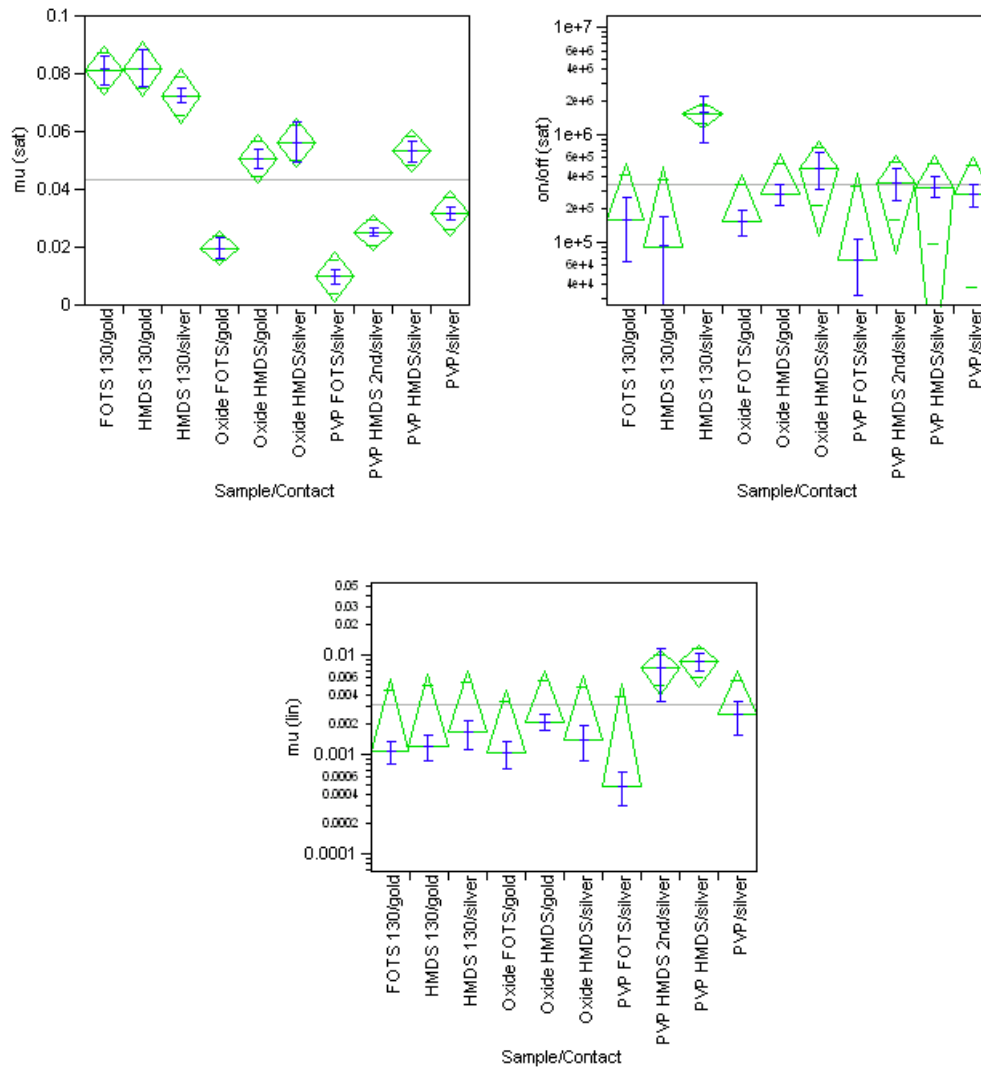 0.1
0.08
0.06
0.04
0.02
0
mu (sat)
FOTS 130/gold
HMDS 130/gold
HMDS 130/silver
Oxide FOTS/gold
Oxide HMDS/gold
Oxide HMDS/silver
PVP FOTS/silver
PVP HMDS 2nd/silver
PVP HMDS/silver
PVP/silver
Sample/Contact
1e+7
6e+6
4e+6
2e+6
1e+6
6e+5
4e+5
2e+5
1e+5
6e+4
4e+4
on/off (sat)
FOTS 130/gold
HMDS 130/gold
HMDS 130/silver
Oxide FOTS/gold
Oxide HMDS/gold
Oxide HMDS/silver
PVP FOTS/silver
PVP HMDS 2nd/silver
PVP HMDS/silver
PVP/silver
Sample/Contact
0.05
0.03
0.02
0.01
0.006
0.004
0.002
0.001
0.0006
0.0004
0.0002
0.0001
mu (lin)
FOTS 130/gold
HMDS 130/gold
HMDS 130/silver
Oxide FOTS/gold
Oxide HMDS/gold
Oxide HMDS/silver
PVP FOTS/silver
PVP HMDS 2nd/silver
PVP HMDS/silver
PVP/silver
Sample/Contact